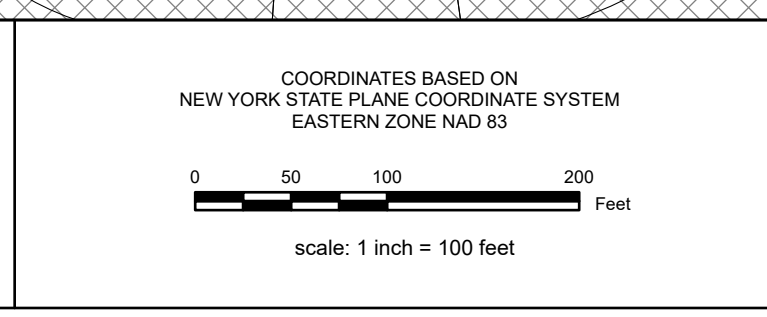 COORDINATES BASED ON
NEW YORK STATE PLANE COORDINATE SYSTEM
EASTERN ZONE NAD 83
0 50 100 200
Feet
scale: 1 inch = 100 feet